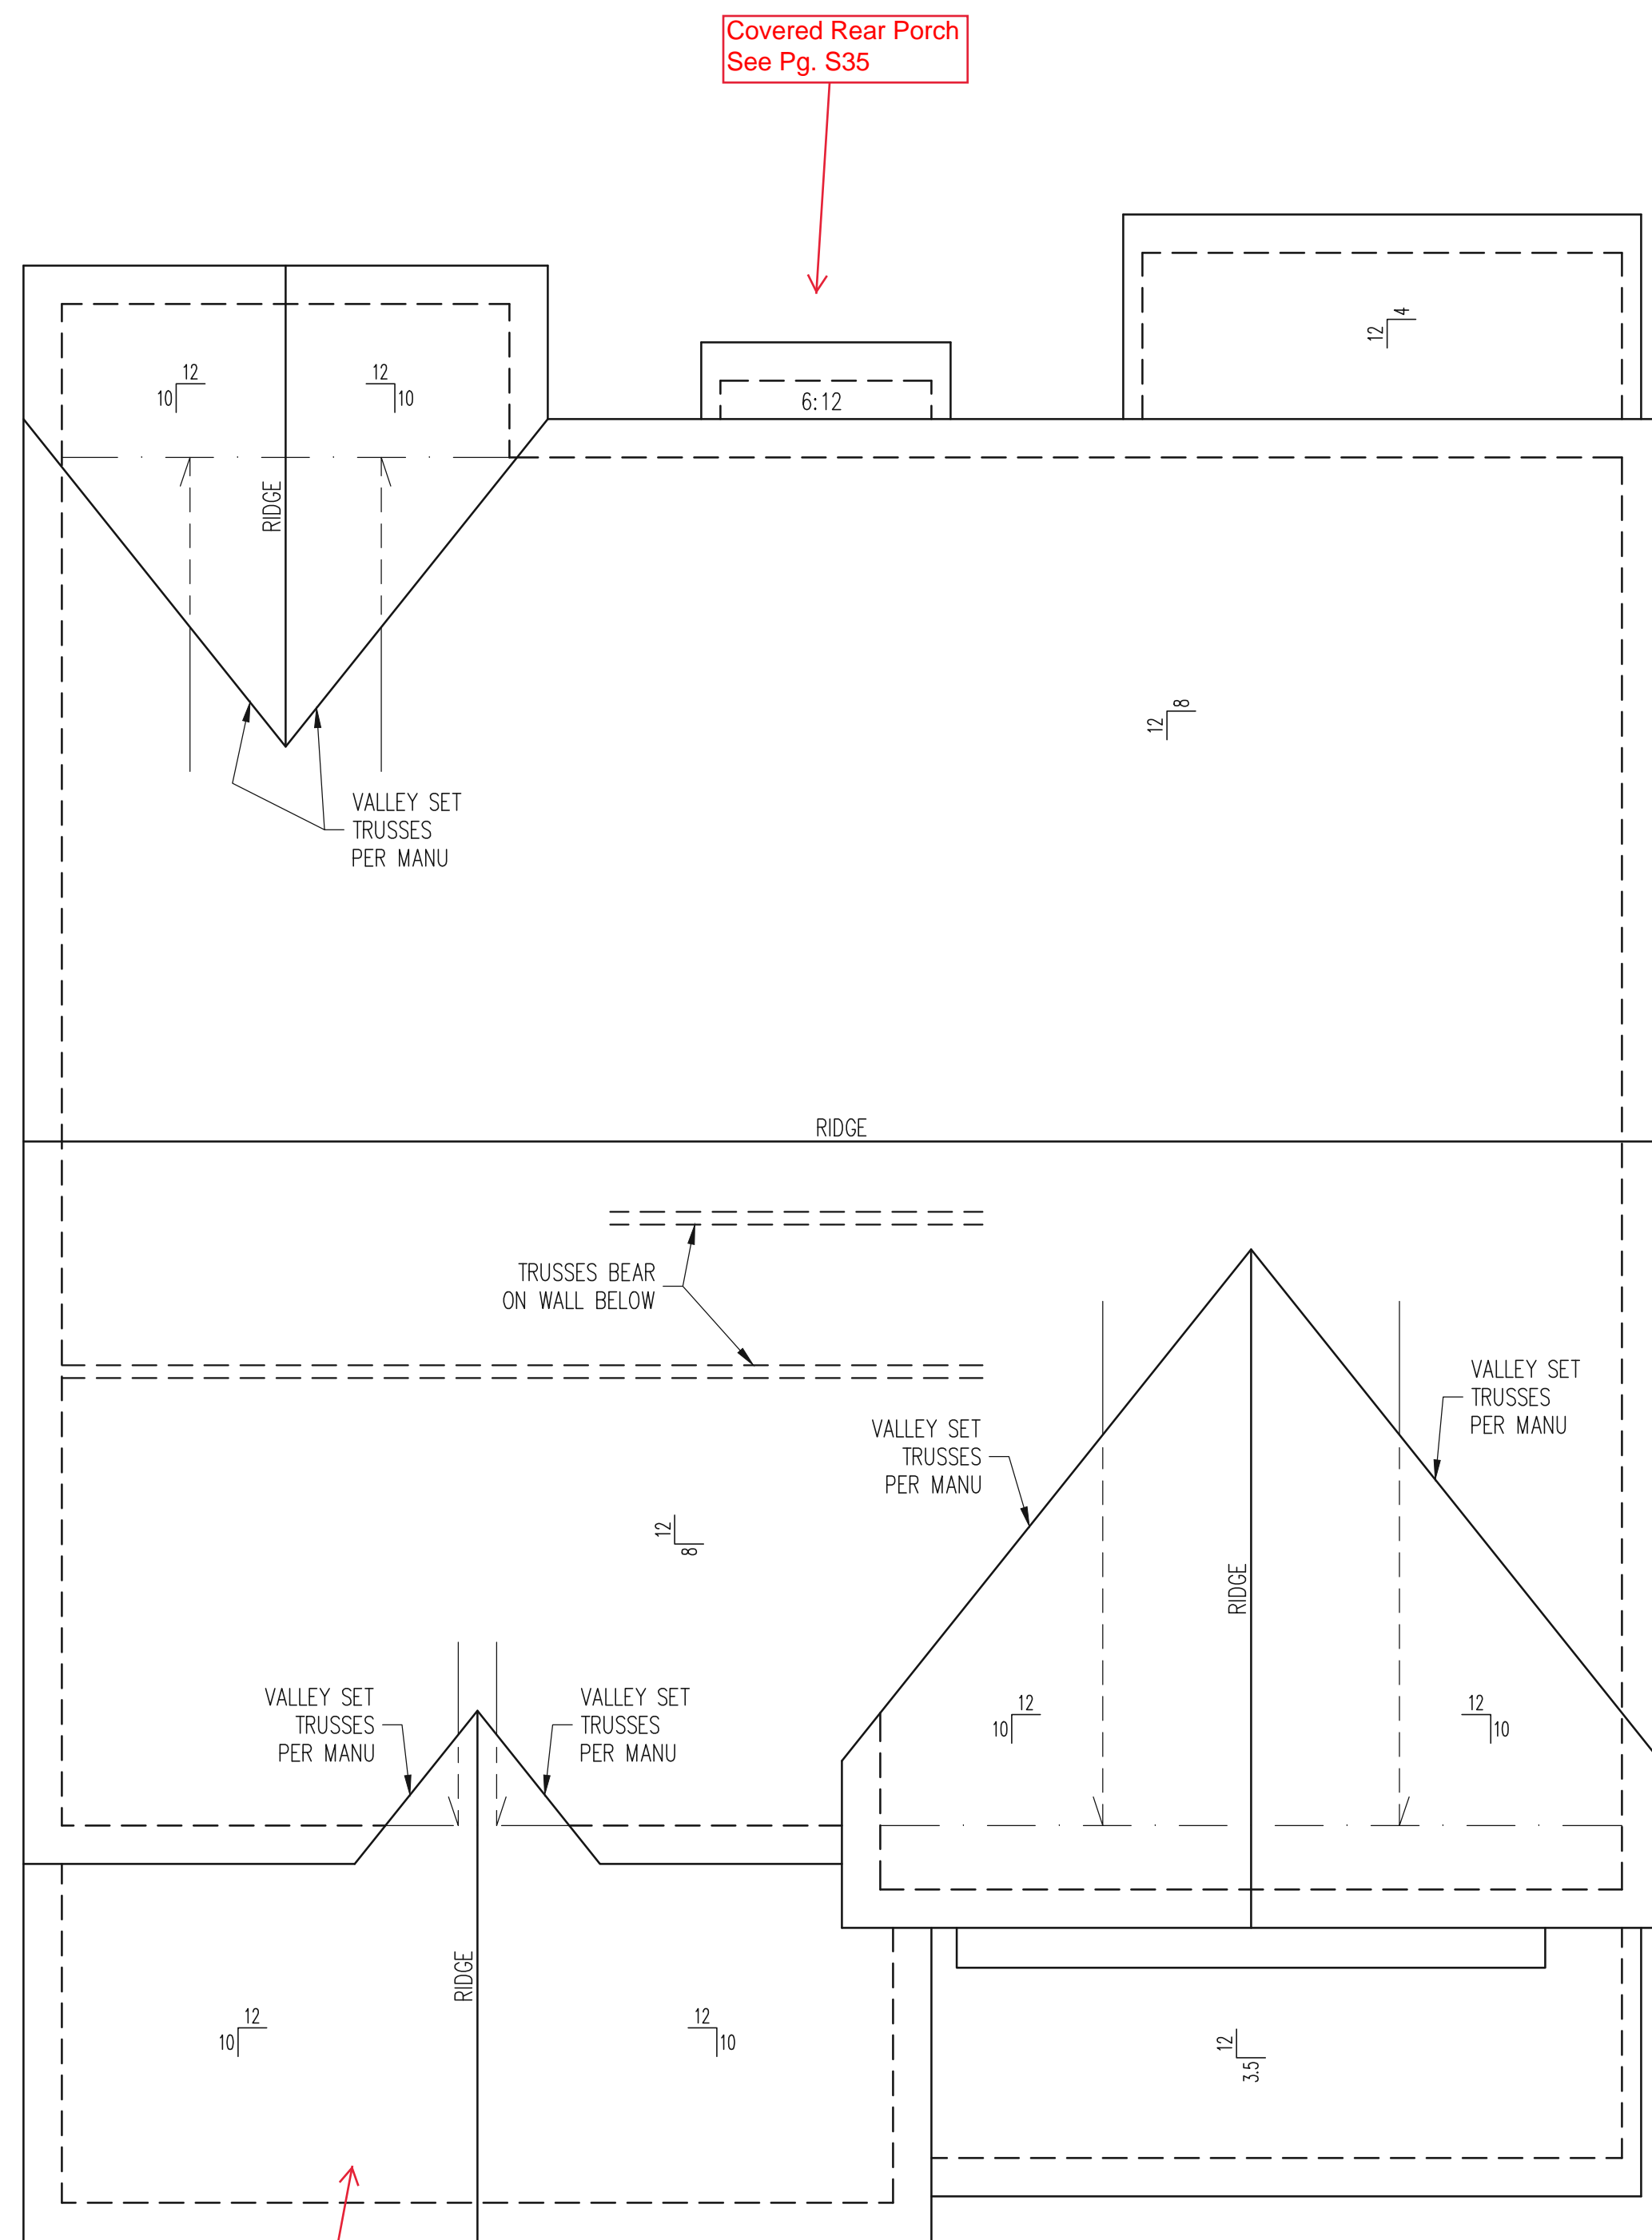 Covered Rear Porch
See Pg. S35
12
4
12
10
12
10
6:12
RIDGE
12
8
VALLEY SET
TRUSSES
PER MANU
RIDGE
TRUSSES BEAR
ON WALL BELOW
VALLEY SET
TRUSSES
PER MANU
VALLEY SET
TRUSSES
PER MANU
12
8
RIDGE
VALLEY SET
TRUSSES
PER MANU
VALLEY SET
TRUSSES
PER MANU
12
10
12
10
RIDGE
12
10
12
10
12
3.5